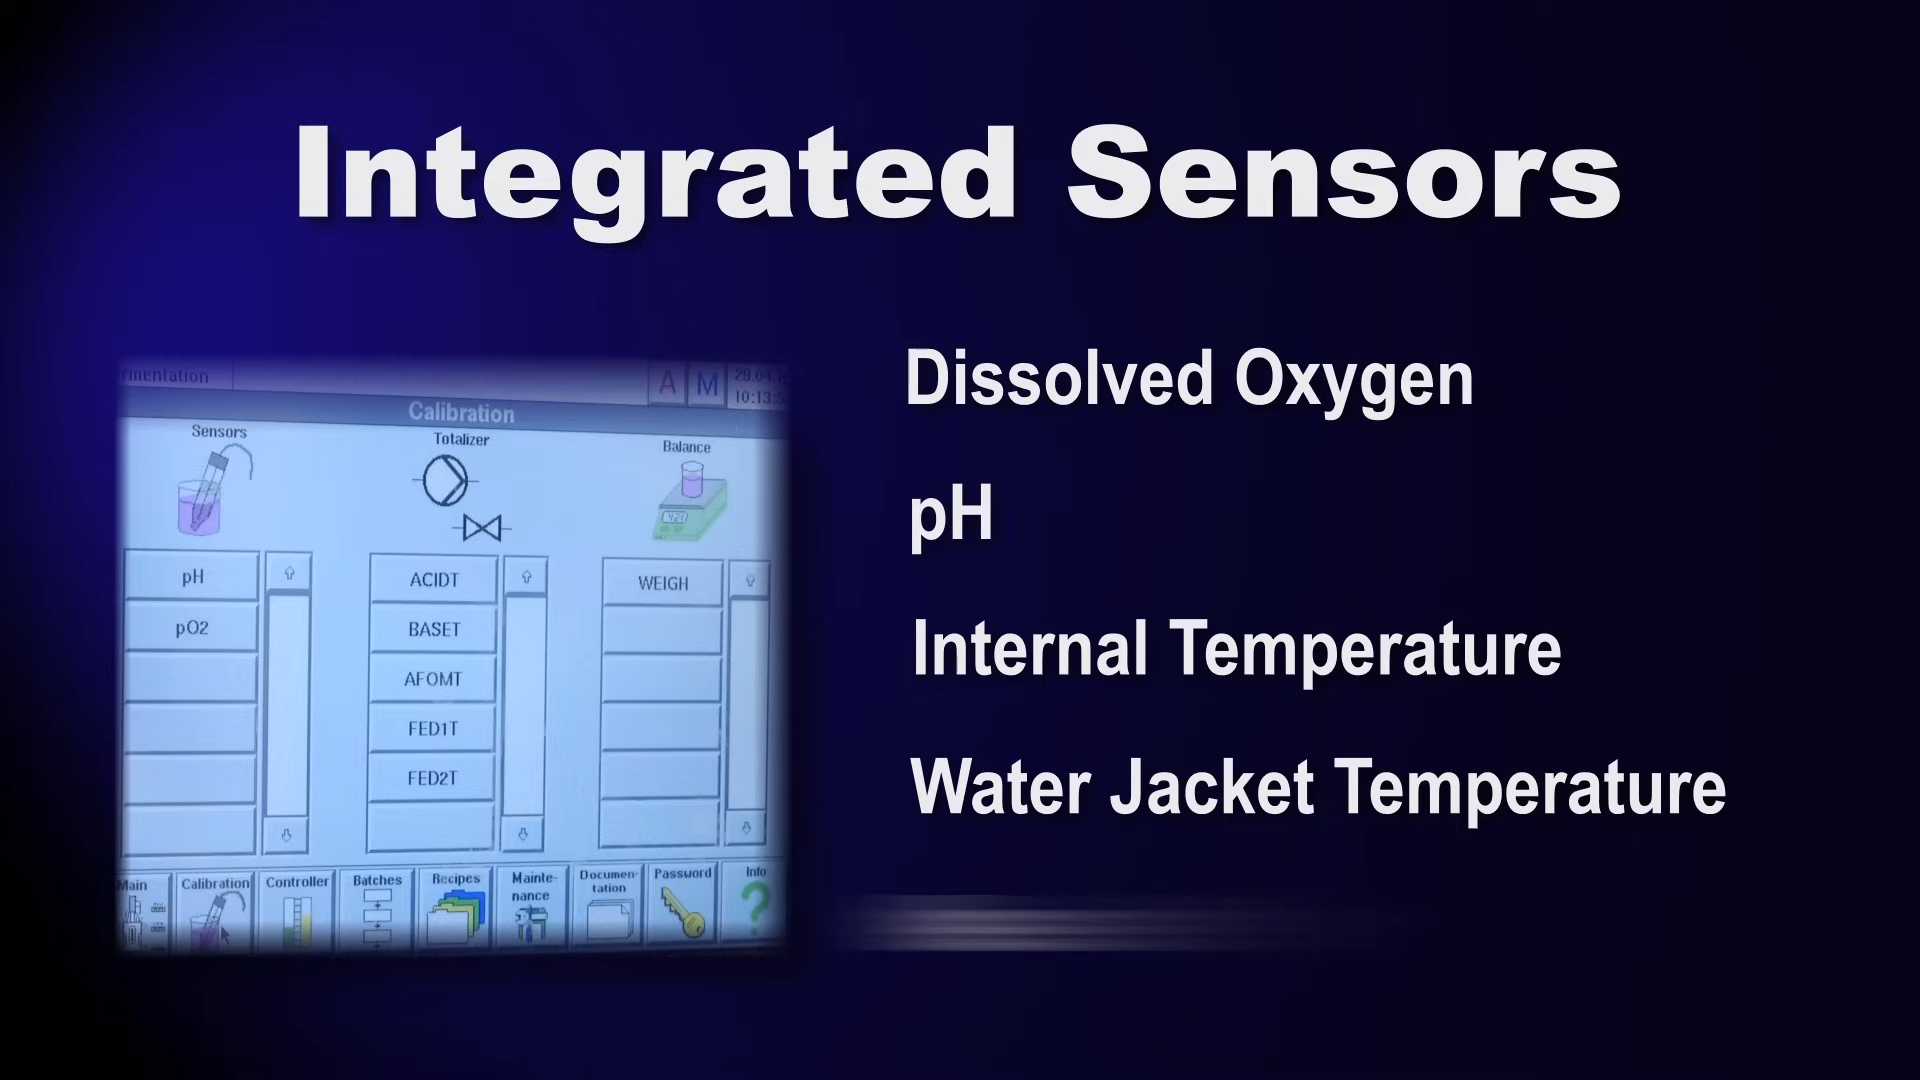 Integrated Sensors
Dissolved Oxygen
pH
Internal Temperature
Water Jacket Temperature
A M
Calibration
Sensors
Totalizer
Balance
pH
pO2
ACIDT
BASET
AFOMT
FED1T
FED2T
WEIGH
Main
Calibration
Controller
Batches
Recipes
Mainte-
nance
Documen-
tation
Password
Info